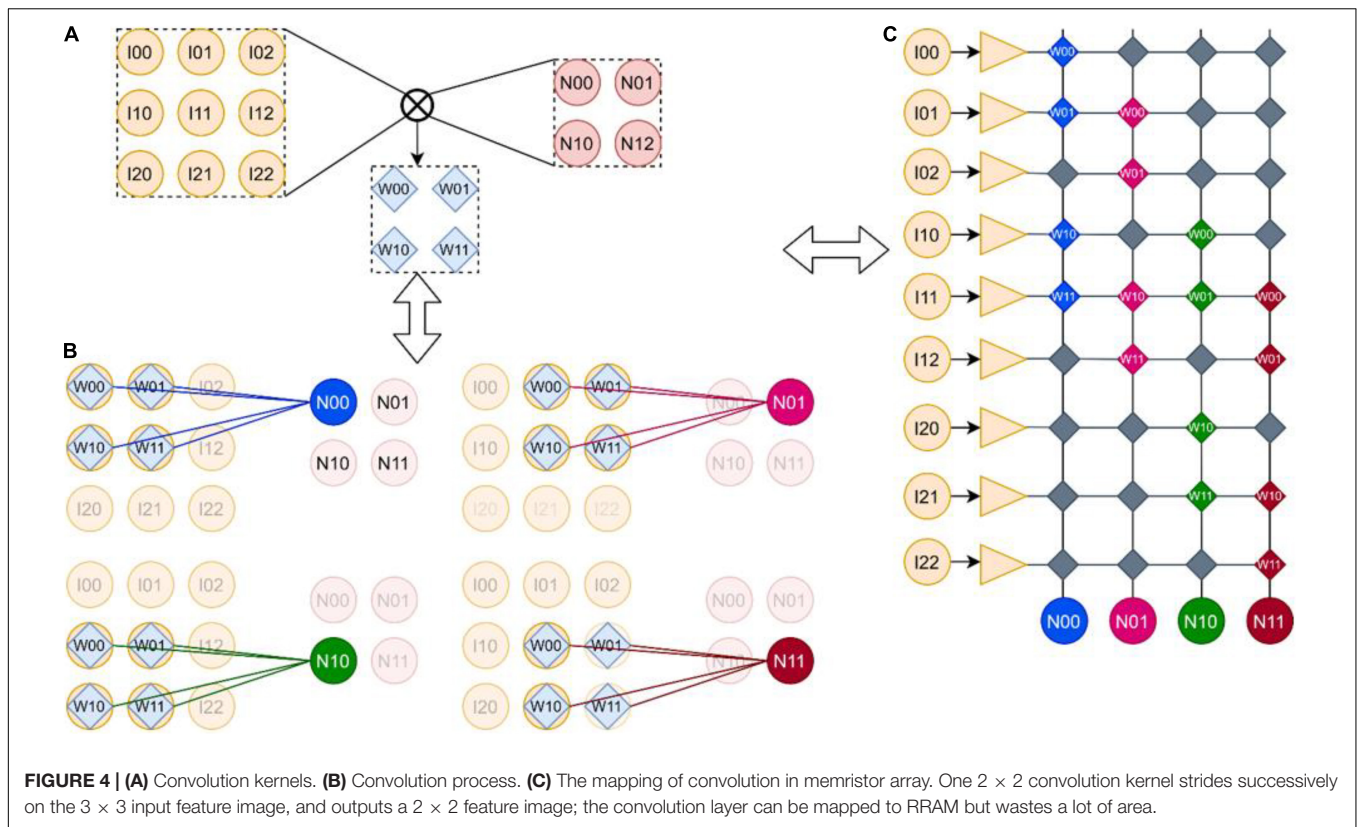 A
I00 I01 I02
I10 I11 I12
I20 I21 I22
N00 N01
N10 N12
W00 W01
W10 W11
B
W00 W01 I02
W10 W11 I12
I20 I21 I22
N00 N01
N10 N11
I00 W00 W01
I10 W10 W11
I20 I21 I22
N00 N01
N10 N11
I00 I01 I02
W00 W01 I12
W10 W11 I22
N00 N01
N10 N11
I00 I01 I02
I10 W00 W01
I20 W10 W11
N00 N01
N10 N11
C
I00 W00
I01 W01 W00
I02 W01
I10 W10 W00
I11 W11 W10 W01 W00
I12 W11 W01
I20 W10
I21 W11 W10
I22 W11
N00 N01 N10 N11
FIGURE 4 | (A) Convolution kernels. (B) Convolution process. (C) The mapping of convolution in memristor array. One 2 × 2 convolution kernel strides successively
on the 3 × 3 input feature image, and outputs a 2 × 2 feature image; the convolution layer can be mapped to RRAM but wastes a lot of area.